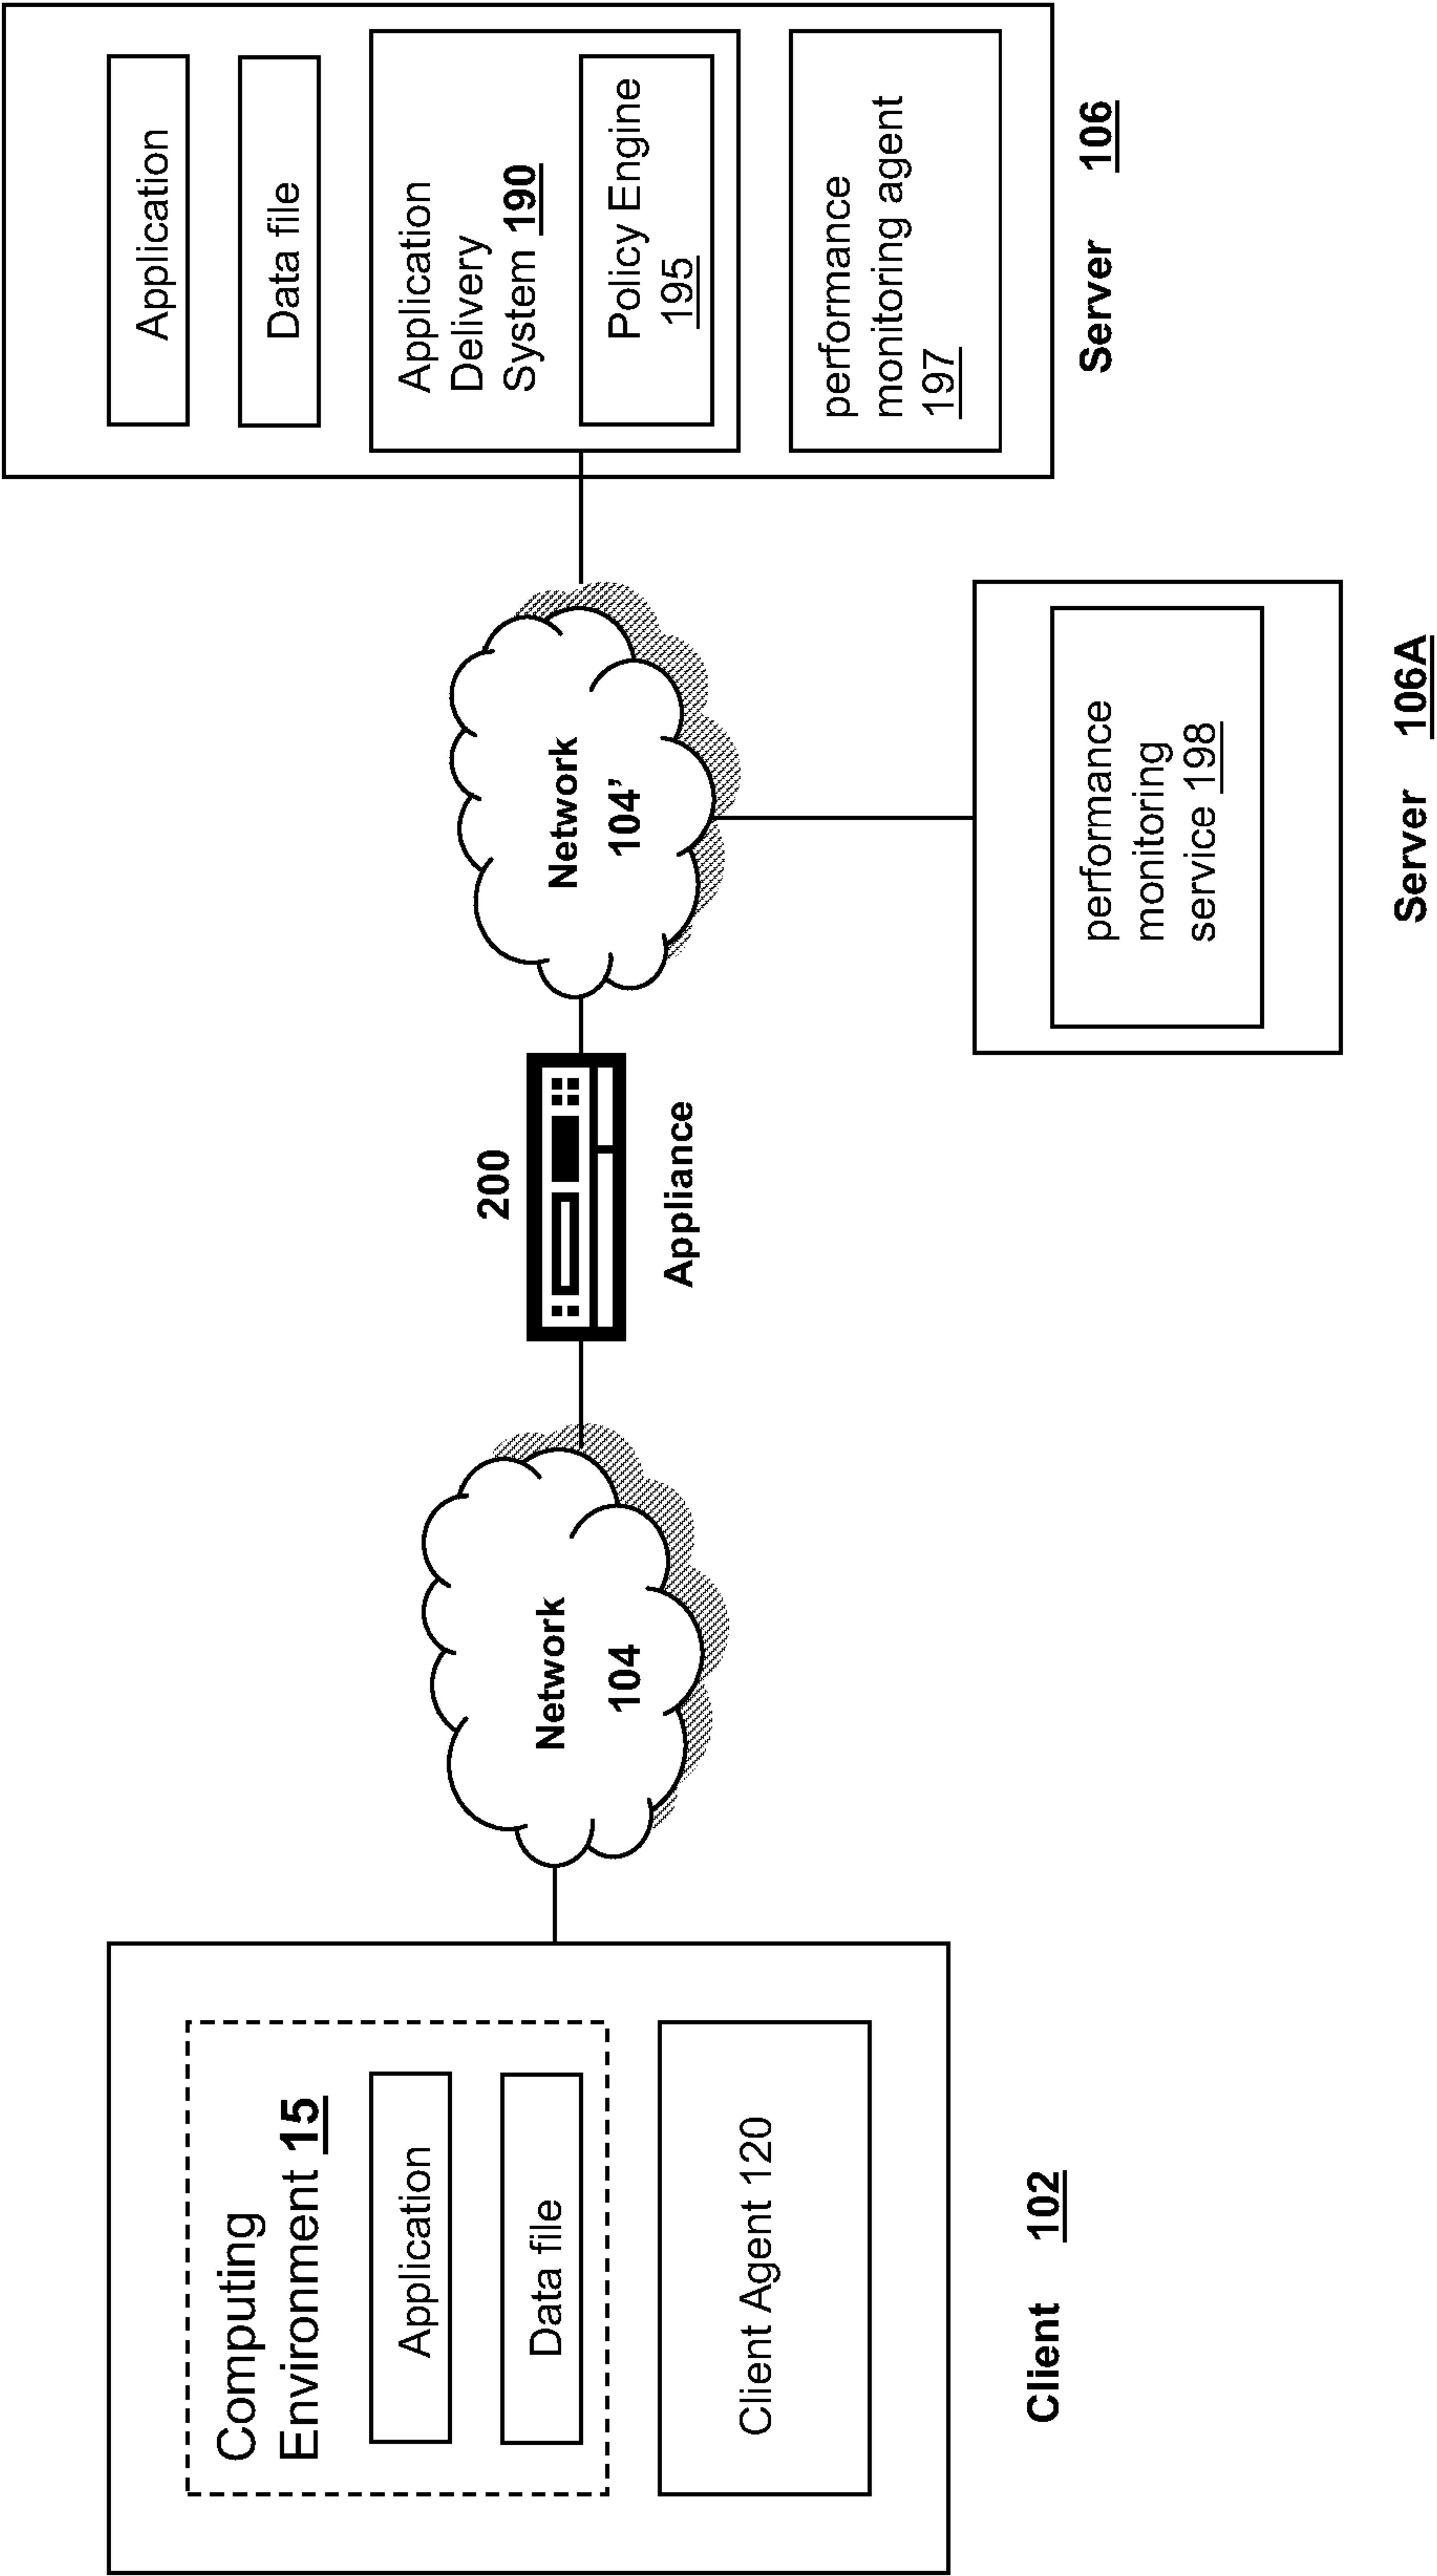 Computing
Environment 15
Application
Data file
Client Agent 120
Client 102
Network
104
200
Appliance
Network
104’
performance
monitoring
service 198
Server 106A
Application
Data file
Application
Delivery
System 190
Policy Engine
195
performance
monitoring agent
197
Server 106